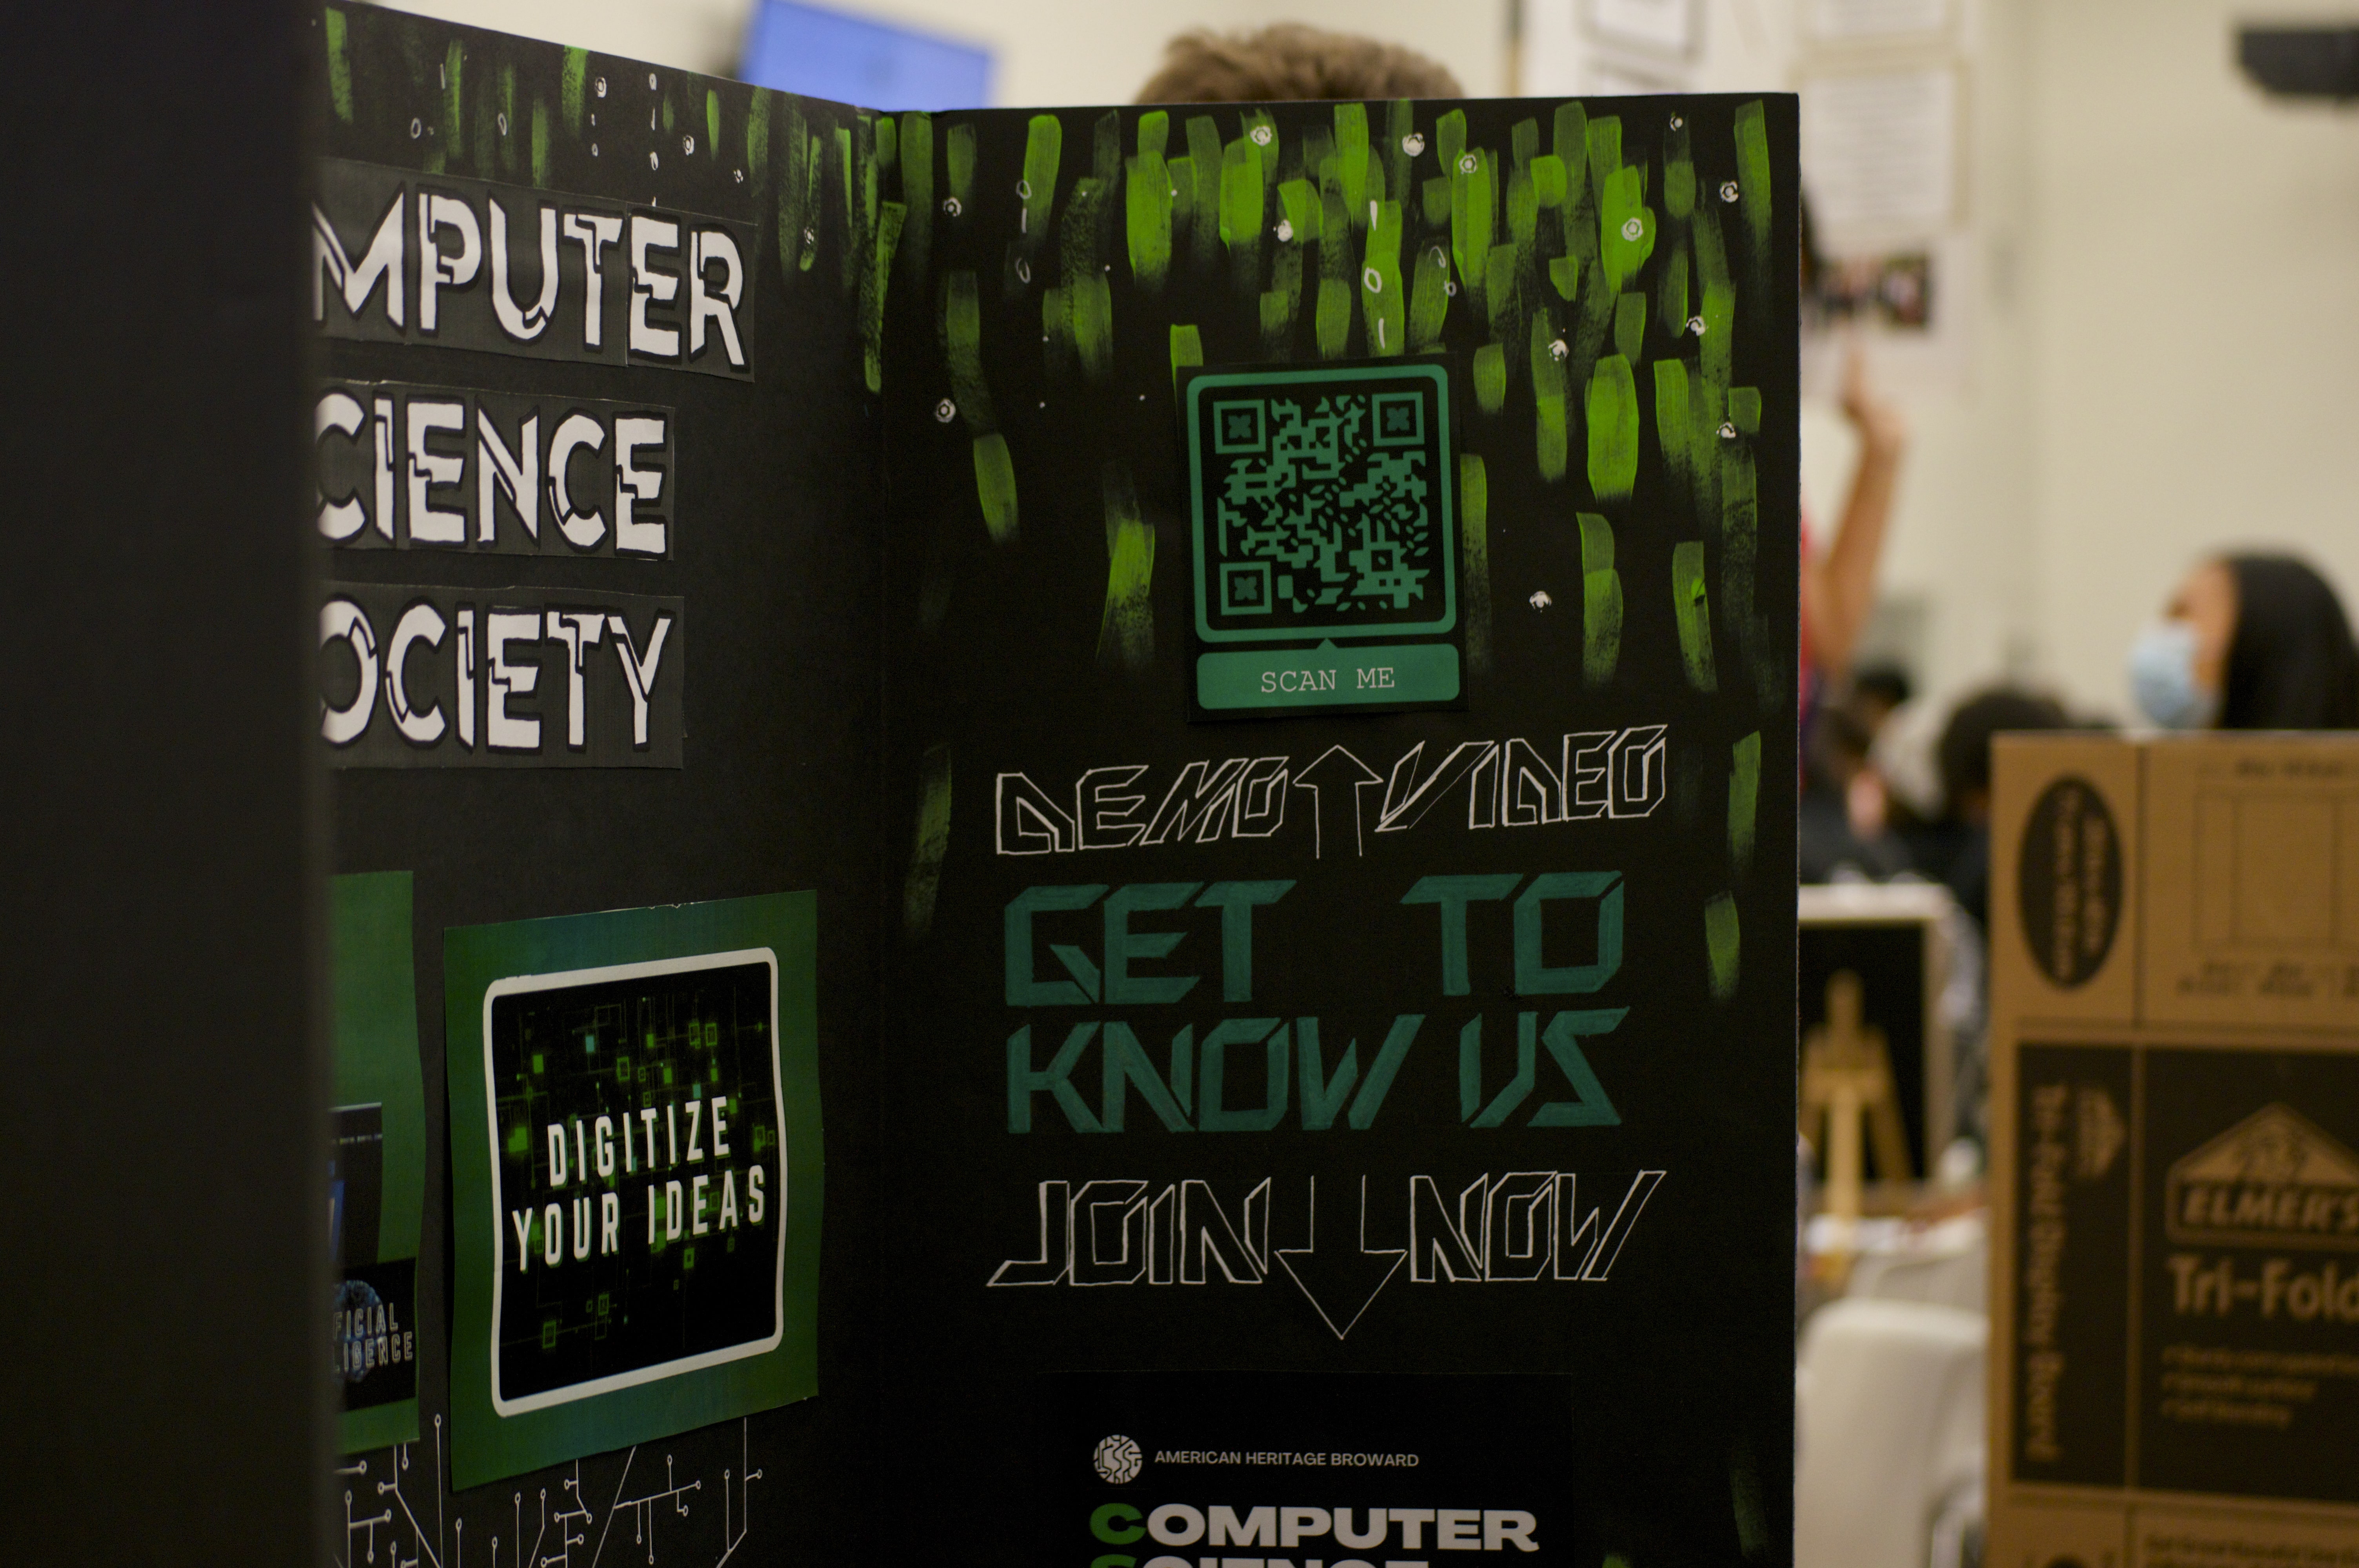 MPUTER
CIENCE
OCIETY
DIGITIZE
YOUR IDEAS
FICIAL
LIGENCE
SCAN ME
DEMO VIDEO
GET TO
KNOW US
JOIN NOW
AMERICAN HERITAGE BROWARD
COMPUTER
SCIENCE
ELMER'S
Tri-Fold
Tri-Fold Display Board